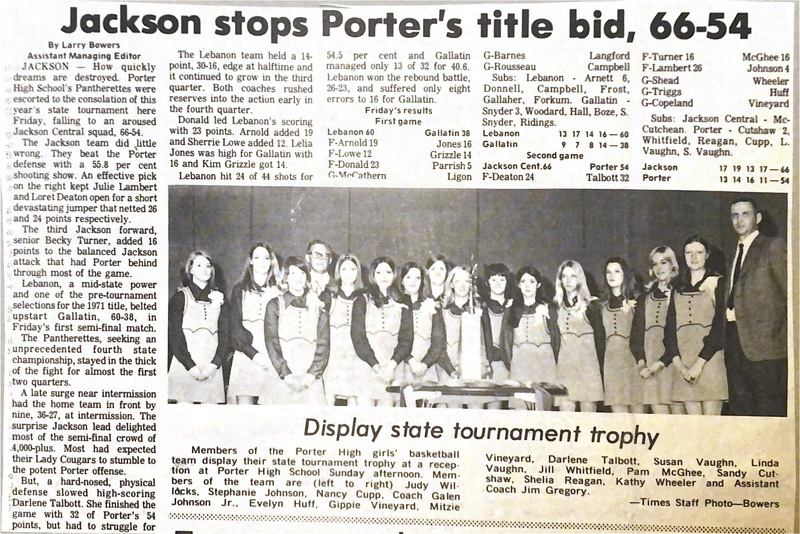 Jackson stops Porter's title bid, 66-54
By Larry Bowers
Assistant Managing Editor
JACKSON — How quickly
dreams are destroyed. Porter
High School's Pantherettes were
escorted to the consolation of this
year's state tournament here
Friday, falling to an aroused
Jackson Central squad, 66-54.
The Jackson team did little
wrong. They beat the Porter
defense with a 55.8 per cent
shooting show. An effective pick
on the right kept Julie Lambert
and Loret Deaton open for a short
devastating jumper that netted 26
and 24 points respectively.
The third Jackson forward,
senior Becky Turner, added 16
points to the balanced Jackson
attack that had Porter behind
through most of the game.
Lebanon, a mid-state power
and one of the pre-tournament
selections for the 1971 title, belted
upstart Gallatin, 60-38, in
Friday's first semi-final match.
The Pantherettes, seeking an
unprecedented fourth state
championship, stayed in the thick
of the fight for almost the first
two quarters.
A late surge near intermission
had the home team in front by
nine, 36-27, at intermission. The
surprise Jackson lead delighted
most of the semi-final crowd of
4,000-plus. Most had expected
their Lady Cougars to stumble to
the potent Porter offense.
But, a hard-nosed, physical
defense slowed high-scoring
Darlene Talbott. She finished the
game with 32 of Porter's 54
points, but had to struggle for
The Lebanon team held a 14-
point, 30-16, edge at halftime and
it continued to grow in the third
quarter. Both coaches rushed
reserves into the action early in
the fourth quarter.
Donald led Lebanon's scoring
with 23 points. Arnold added 19
and Sherrie Lowe added 12. Lelia
Jones was high for Gallatin with
16 and Kim Grizzle got 14.
Lebanon hit 24 of 44 shots for
54.5 per cent and Gallatin
managed only 13 of 32 for 40.6.
Lebanon won the rebound battle,
26-23, and suffered only eight
errors to 16 for Gallatin.
Friday's results
First game
Lebanon 60 Gallatin 38
F-Arnold 19 Jones 16
F-Lowe 12 Grizzle 14
F-Donald 23 Parrish 5
G-McCathern Ligon
G-Barnes Langford
G-Rousseau Campbell
Subs: Lebanon - Arnett 6,
Donnell, Campbell, Frost,
Gallaher, Forkum. Gallatin -
Snyder 3, Woodard, Hall, Boze, S.
Snyder, Ridings.
Lebanon 13 17 14 16 — 60
Gallatin 9 7 8 14 — 38
Second game
Jackson Cent. 66 Porter 54
F-Deaton 24 Talbott 32
F-Turner 16 McGhee 16
F-Lambert 26 Johnson 4
G-Shead Wheeler
G-Triggs Huff
G-Copeland Vineyard
Subs: Jackson Central - Mc-
Cutchean. Porter - Cutshaw 2,
Whitfield, Reagan, Cupp, L.
Vaughn, S. Vaughn.
Jackson 17 19 13 17 — 66
Porter 13 14 16 11 — 54
Display state tournament trophy
Members of the Porter High girls' basketball
team display their state tournament trophy at a recep-
tion at Porter High School Sunday afternoon. Mem-
bers of the team are (left to right) Judy Wil-
locks, Stephanie Johnson, Nancy Cupp, Coach Galen
Johnson Jr., Evelyn Huff, Gippie Vineyard, Mitzie
Vineyard, Darlene Talbott, Susan Vaughn, Linda
Vaughn, Jill Whitfield, Pam McGhee, Sandy Cut-
shaw, Shelia Reagan, Kathy Wheeler and Assistant
Coach Jim Gregory.
—Times Staff Photo—Bowers